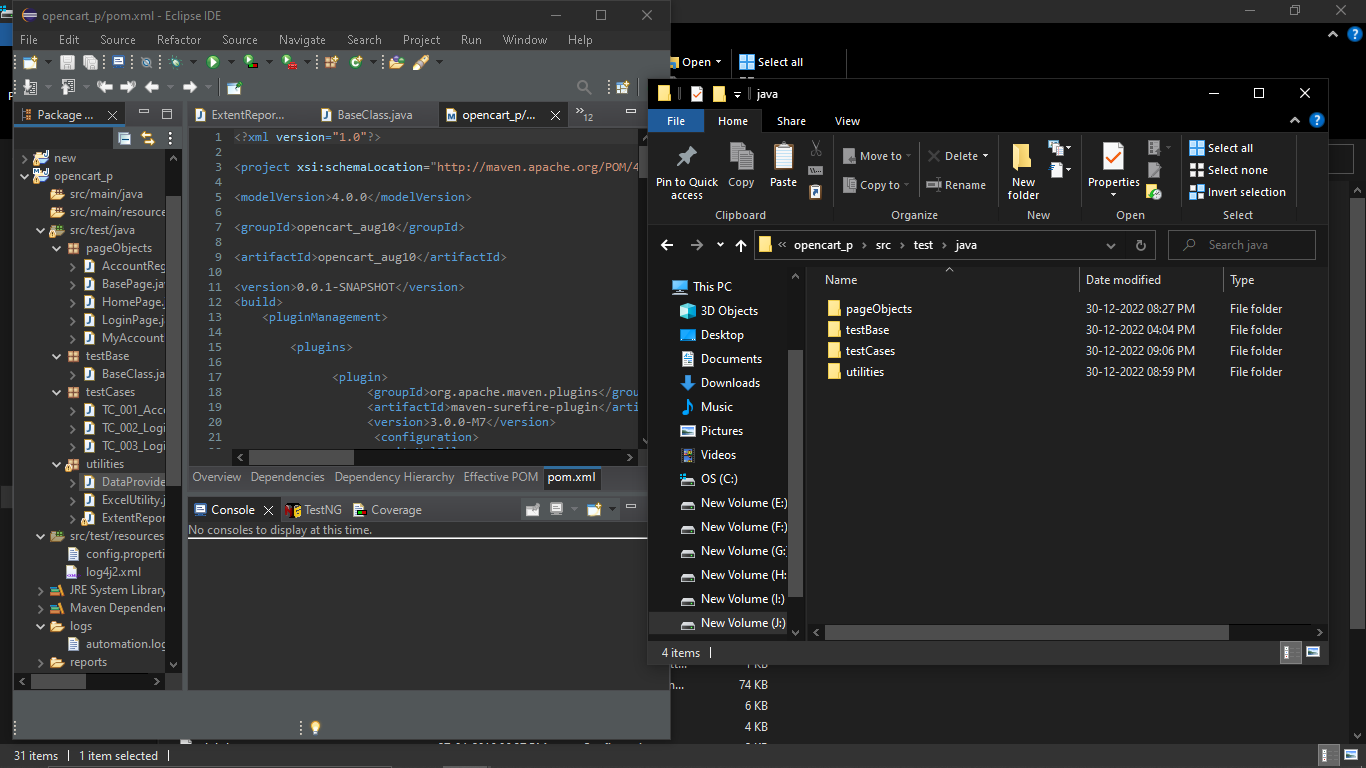 opencart_p/pom.xml - Eclipse IDE
File Edit Source Refactor Source Navigate Search Project Run Window Help
Package ...
new
opencart_p
src/main/java
src/main/resource
src/test/java
pageObjects
AccountReg
BasePage.ja
HomePage.
LoginPage.j
MyAccount
testBase
BaseClass.ja
testCases
TC_001_Acc
TC_002_Logi
TC_003_Logi
utilities
DataProvide
ExcelUtility.j
ExtentRepor
src/test/resources
config.properti
log4j2.xml
JRE System Library
Maven Dependen
logs
automation.log
reports
ExtentRepor... BaseClass.java opencart_p/... 12
1 <?xml version="1.0"?>
2
3 <project xsi:schemaLocation="http://maven.apache.org/POM/4
4
5 <modelVersion>4.0.0</modelVersion>
6
7 <groupId>opencart_aug10</groupId>
8
9 <artifactId>opencart_aug10</artifactId>
10
11 <version>0.0.1-SNAPSHOT</version>
12 <build>
13 <pluginManagement>
14
15 <plugins>
16
17 <plugin>
18 <groupId>org.apache.maven.plugins</grou
19 <artifactId>maven-surefire-plugin</arti
20 <version>3.0.0-M7</version>
21 <configuration>
Overview Dependencies Dependency Hierarchy Effective POM pom.xml
Console TestNG Coverage
No consoles to display at this time.
Open Select all
java
File Home Share View
Pin to Quick access
Copy
Paste
Clipboard
Move to
Copy to
Delete
Rename
Organize
New folder
New
Properties
Open
Select all
Select none
Invert selection
Select
« opencart_p › src › test › java
Search java
This PC
3D Objects
Desktop
Documents
Downloads
Music
Pictures
Videos
OS (C:)
New Volume (E:)
New Volume (F:)
New Volume (G:
New Volume (H:
New Volume (I:)
New Volume (J:)
Name Date modified Type
pageObjects 30-12-2022 08:27 PM File folder
testBase 30-12-2022 04:04 PM File folder
testCases 30-12-2022 09:06 PM File folder
utilities 30-12-2022 08:59 PM File folder
4 items
74 KB
6 KB
4 KB
31 items 1 item selected